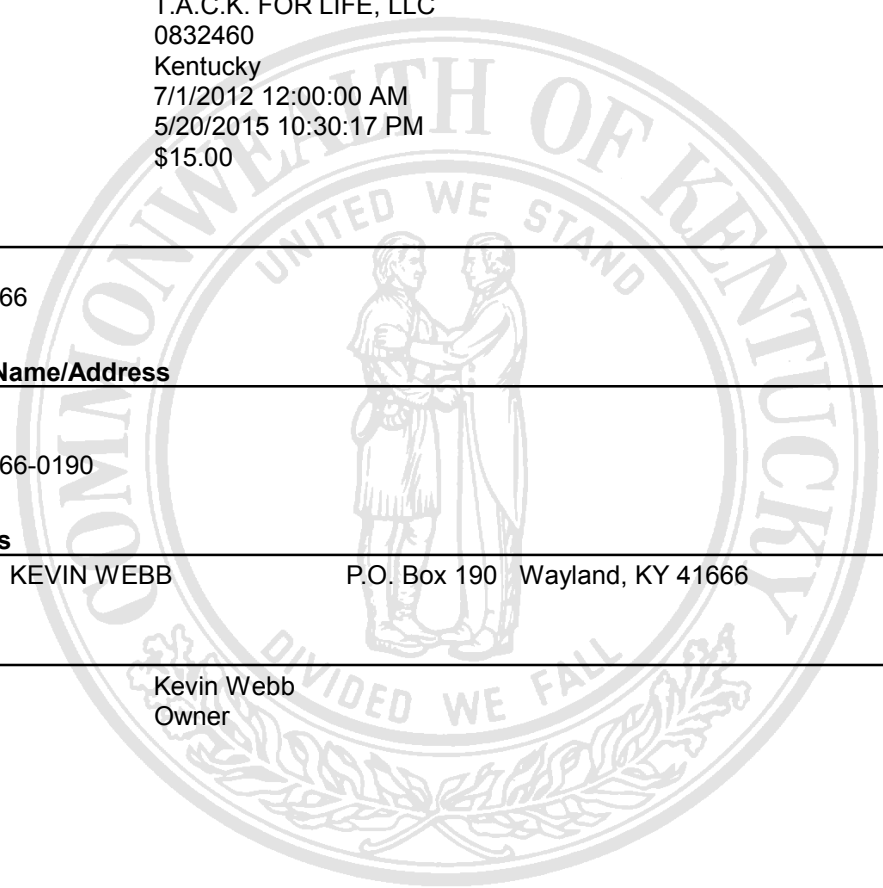 T.A.C.K. FOR LIFE, LLC
0832460
Kentucky
7/1/2012 12:00:00 AM
5/20/2015 10:30:17 PM
$15.00
66
Name/Address
66-0190
s
KEVIN WEBB P.O. Box 190 Wayland, KY 41666
Kevin Webb
Owner
COMMONWEALTH OF KENTUCKY
UNITED WE STAND
DIVIDED WE FALL